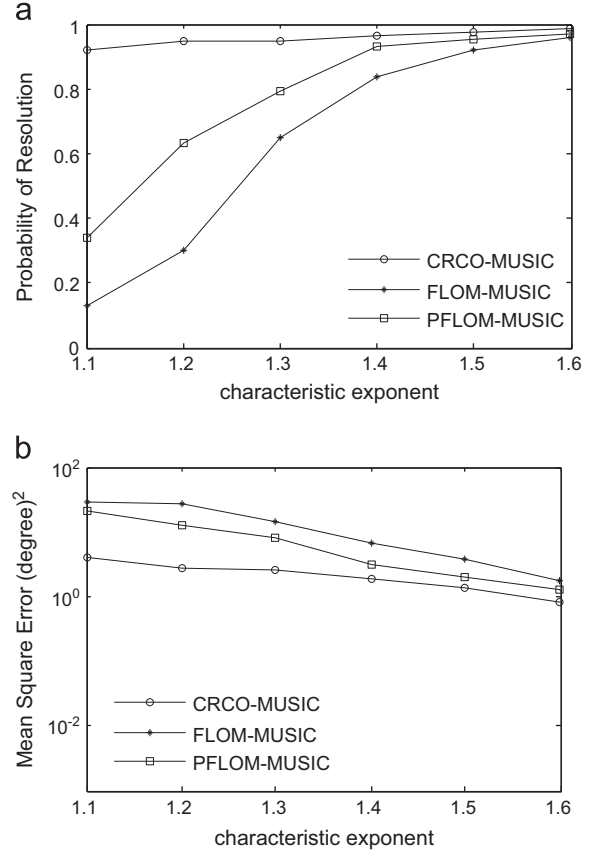 a
1
0.8
0.6
0.4
0.2
0
Probability of Resolution
CRCO-MUSIC
FLOM-MUSIC
PFLOM-MUSIC
1.1 1.2 1.3 1.4 1.5 1.6
characteristic exponent
b
10^2
10^0
10^-2
Mean Square Error (degree)^2
CRCO-MUSIC
FLOM-MUSIC
PFLOM-MUSIC
1.1 1.2 1.3 1.4 1.5 1.6
characteristic exponent